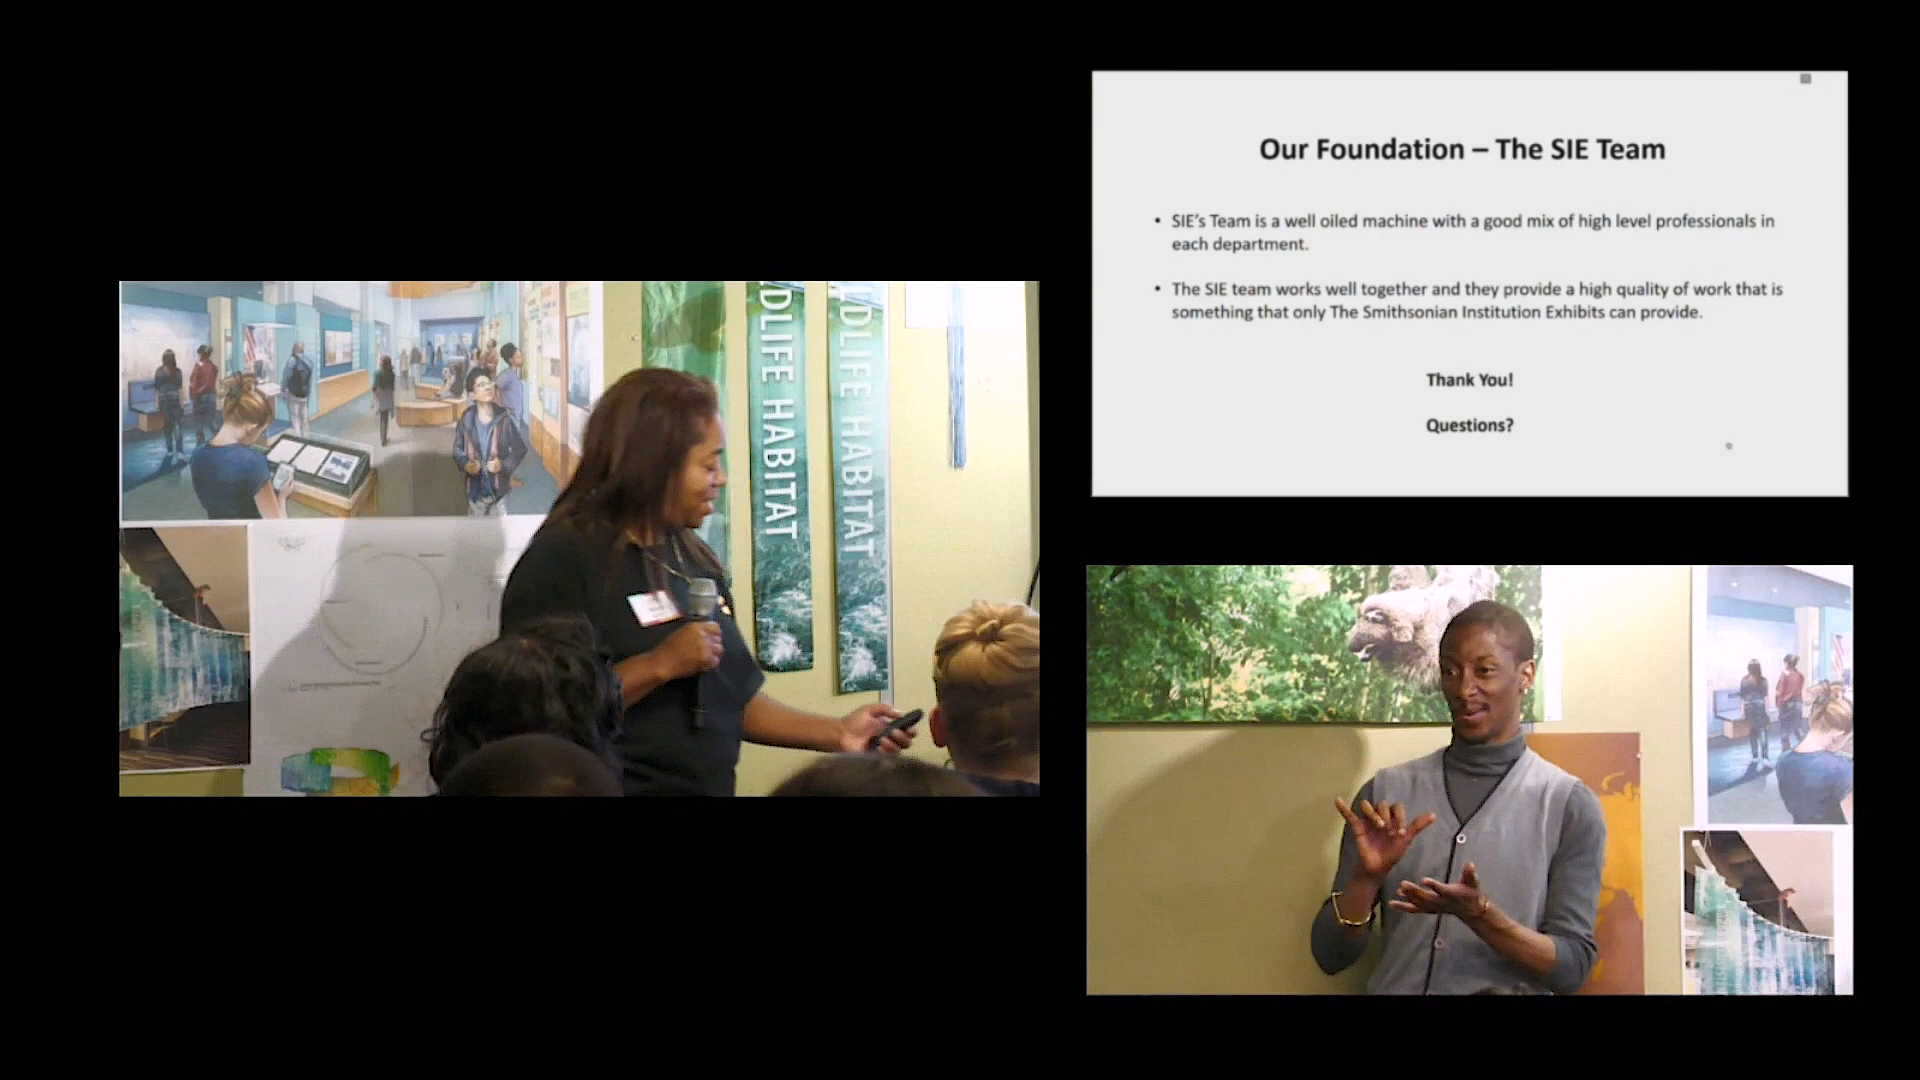 Our Foundation – The SIE Team
• SIE's Team is a well oiled machine with a good mix of high level professionals in
each department.
• The SIE team works well together and they provide a high quality of work that is
something that only The Smithsonian Institution Exhibits can provide.
Thank You!
Questions?
DLIFE HABITAT
DLIFE HABITAT